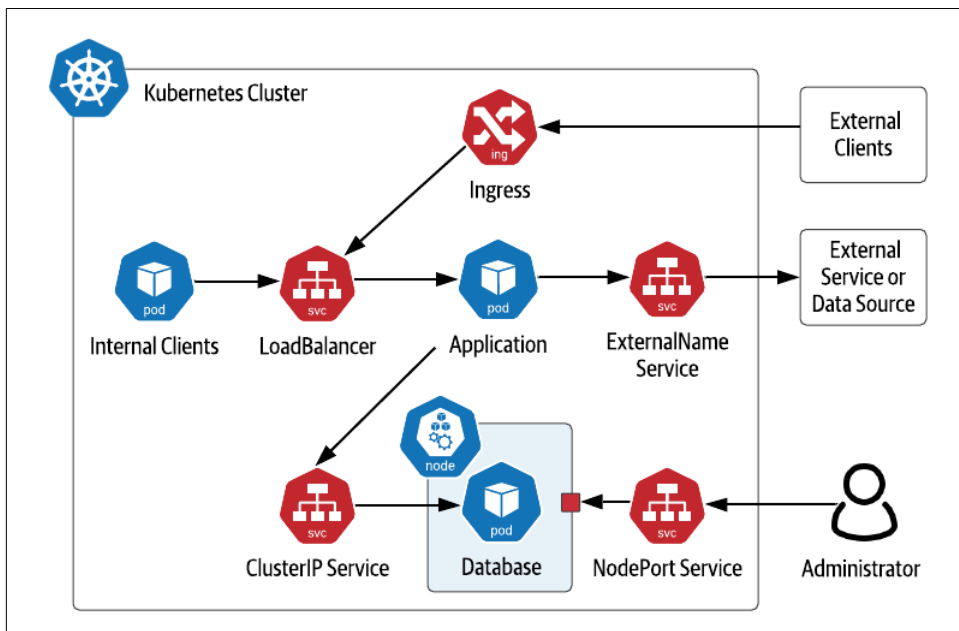 Kubernetes Cluster
External
Clients
ing
Ingress
External
Service or
Data Source
pod
svc
pod
svc
Internal Clients
LoadBalancer
Application
ExternalName
Service
node
svc
pod
svc
ClusterIP Service
Database
NodePort Service
Administrator